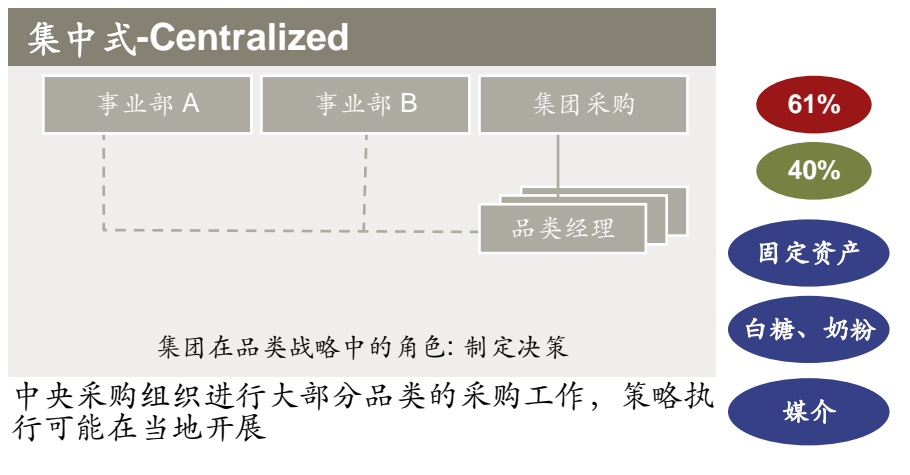 集中式-Centralized
事业部 A
事业部 B
集团采购
品类经理
集团在品类战略中的角色: 制定决策
中央采购组织进行大部分品类的采购工作，策略执
行可能在当地开展
61%
40%
固定资产
白糖、奶粉
媒介